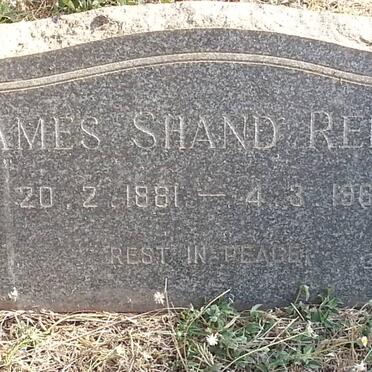 AMES SHAND RE
20.2.1881 — 4.3.196
REST IN PEACE